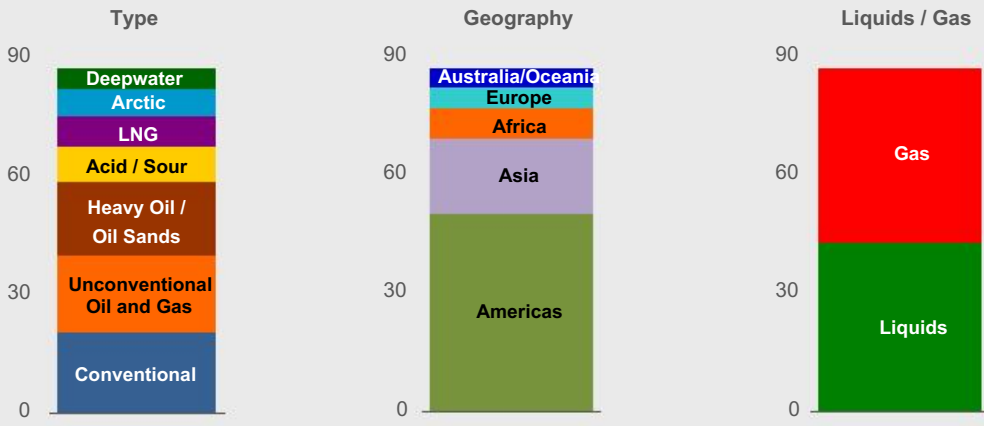 Type
90
60
30
0
Deepwater
Arctic
LNG
Acid / Sour
Heavy Oil /
Oil Sands
Unconventional
Oil and Gas
Conventional
Geography
90
60
30
0
Australia/Oceania
Europe
Africa
Asia
Americas
Liquids / Gas
90
60
30
0
Gas
Liquids